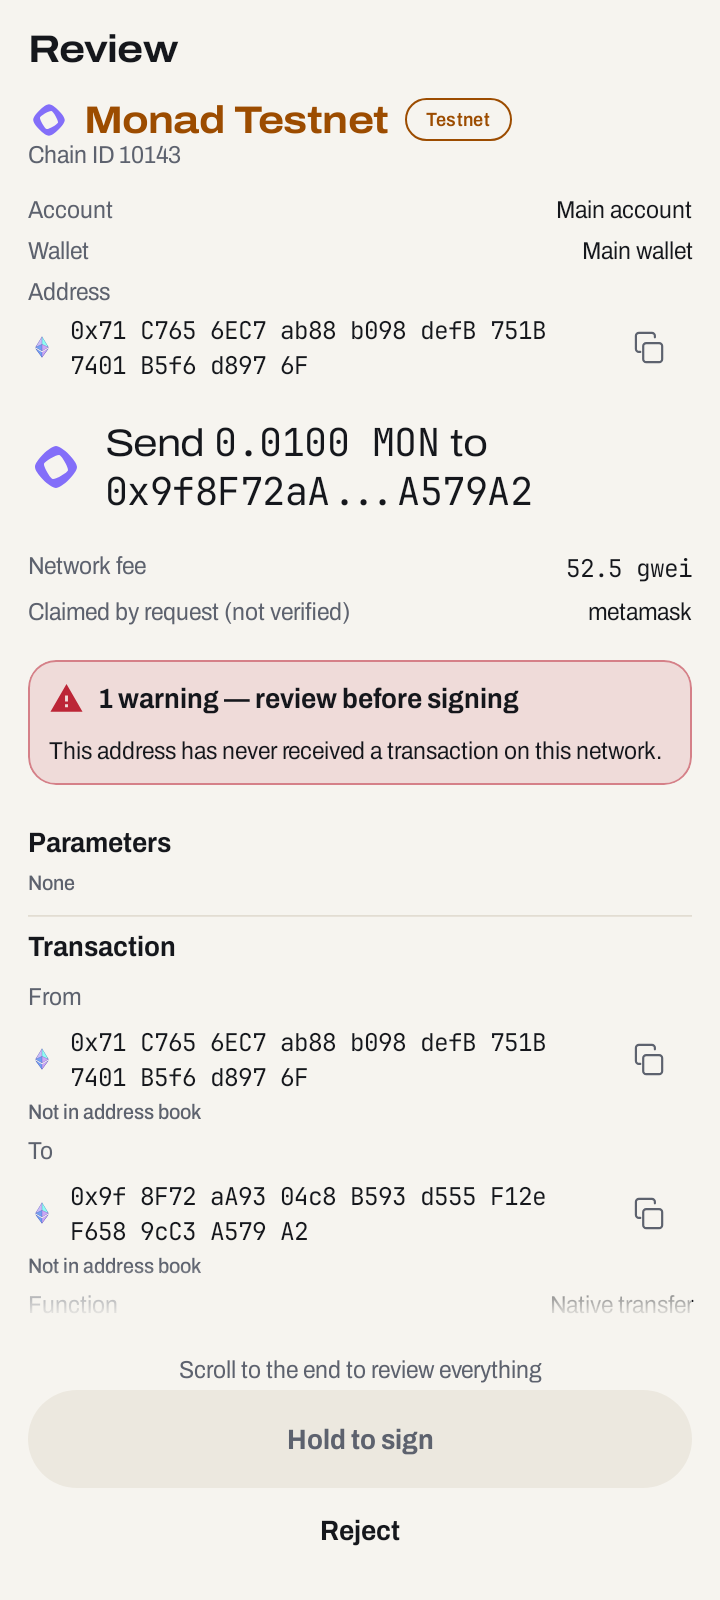 Review
Monad Testnet Testnet
Chain ID 10143
Account Main account
Wallet Main wallet
Address
0x71 C765 6EC7 ab88 b098 defB 751B
7401 B5f6 d897 6F
Send 0.0100 MON to
0x9f8F72aA...A579A2
Network fee 52.5 gwei
Claimed by request (not verified) metamask
1 warning — review before signing
This address has never received a transaction on this network.
Parameters
None
Transaction
From
0x71 C765 6EC7 ab88 b098 defB 751B
7401 B5f6 d897 6F
Not in address book
To
0x9f 8F72 aA93 04c8 B593 d555 F12e
F658 9cC3 A579 A2
Not in address book
Function Native transfer
Scroll to the end to review everything
Hold to sign
Reject